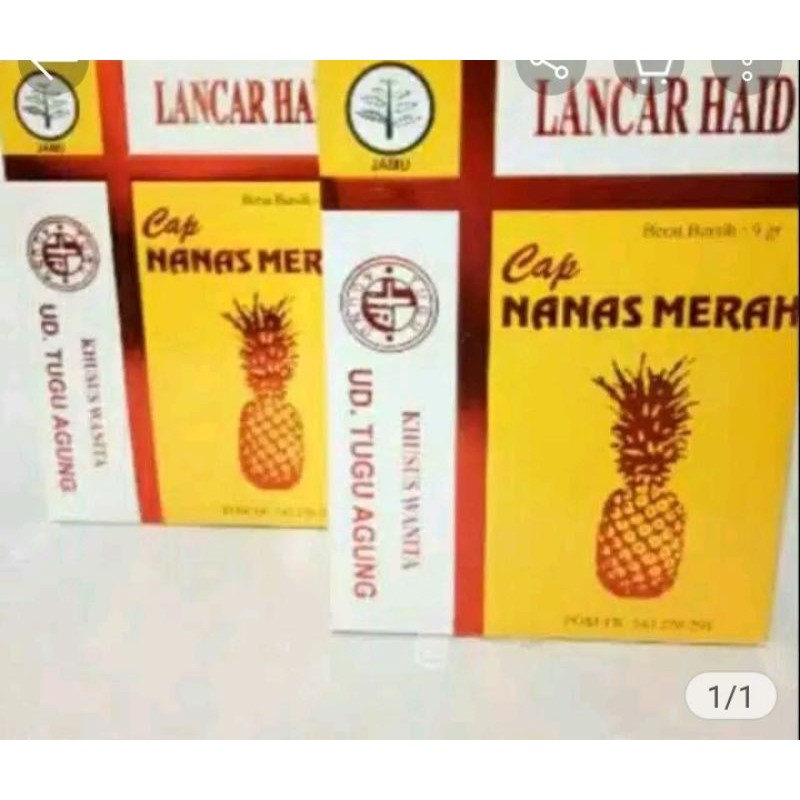 JAMU
LANCAR HA
Cap
NANAS MER
KHUSUS WANITA
UD. TUGU AGUNG
JAMU
LANCAR HAID
Berat Bersih : 9 gr
Cap
NANAS MERAH
KHUSUS WANITA
UD. TUGU AGUNG
1/1